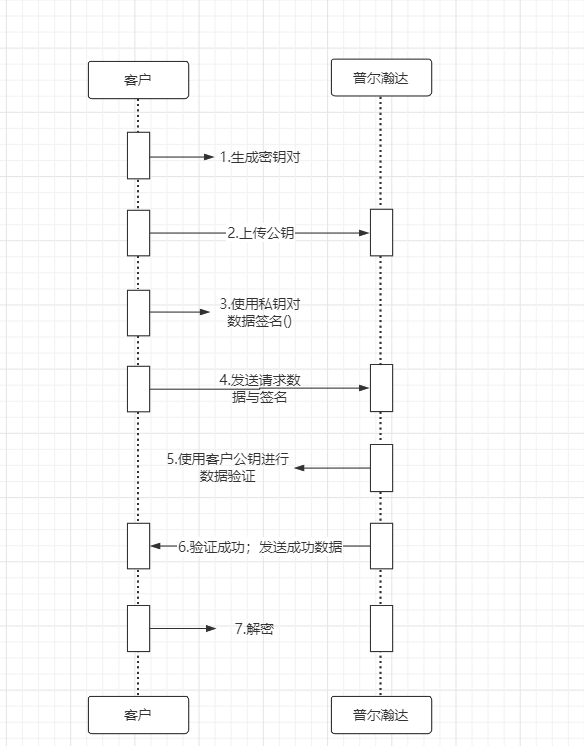 客户
普尔瀚达
1.生成密钥对
2.上传公钥
3.使用私钥对
数据签名()
4.发送请求数
据与签名
5.使用客户公钥进行
数据验证
6.验证成功；发送成功数据
7.解密
客户
普尔瀚达